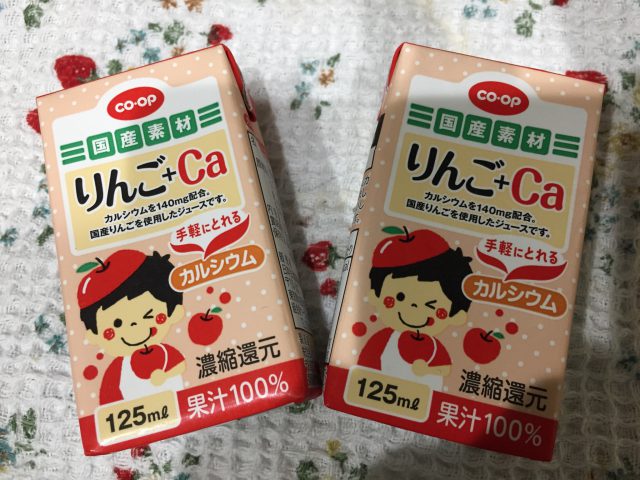 CO·OP
国産素材
りんご+Ca
カルシウムを140mg配合。
国産りんごを使用したジュースです。
手軽にとれる
カルシウム
濃縮還元
125ml
果汁100%
CO·OP
国産素材
りんご+Ca
カルシウムを140mg配合。
国産りんごを使用したジュースです。
手軽にとれる
カルシウム
濃縮還元
125ml
果汁100%